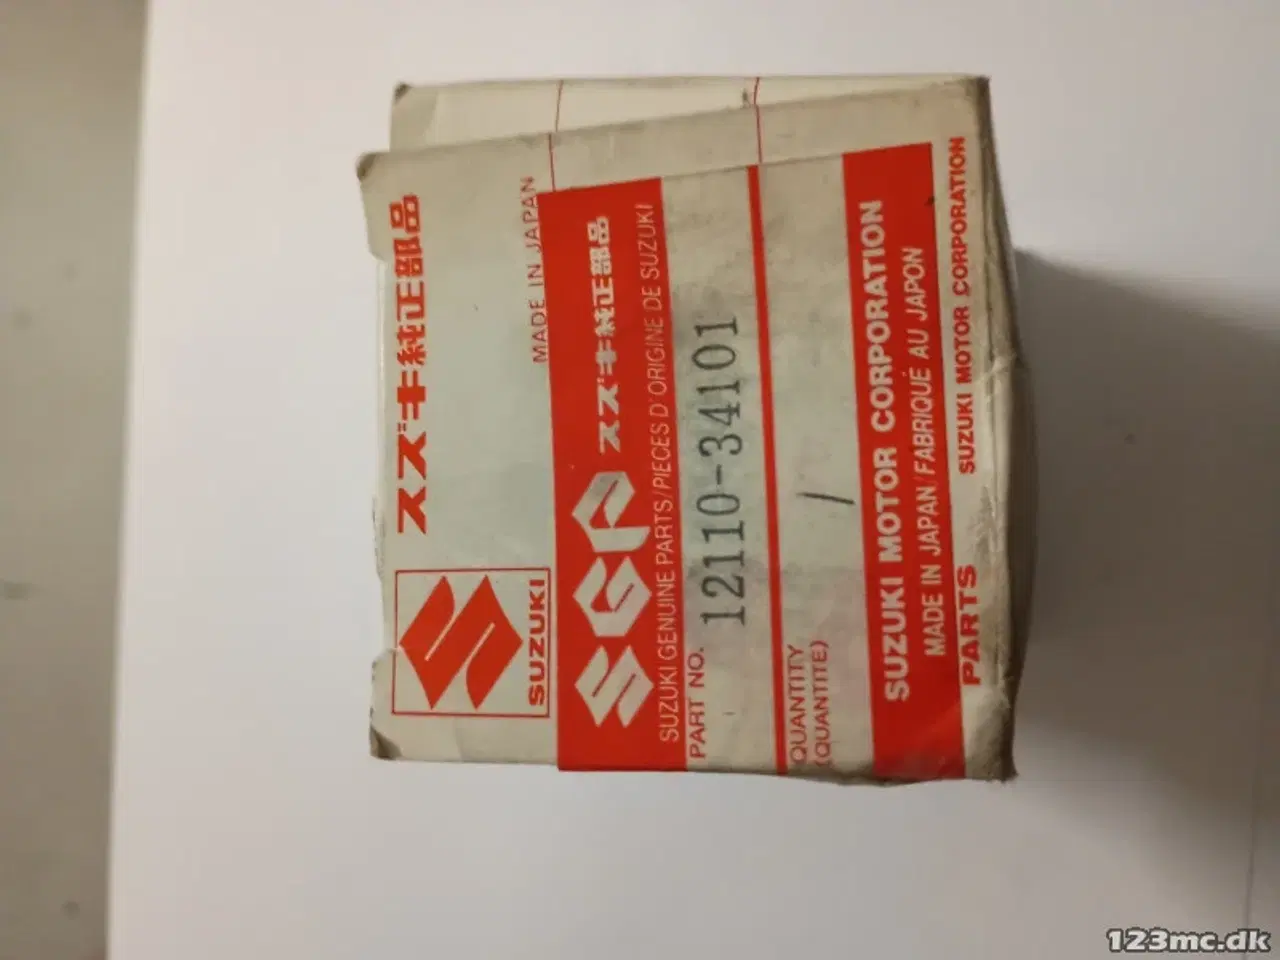 スズキ純正部品
SUZUKI
MADE IN JAPAN
SGP スズキ純正部品
SUZUKI GENUINE PARTS/PIECES D'ORIGINE DE SUZUKI
PART NO.
12110-34101
QUANTITY
(QUANTITE)
1
SUZUKI MOTOR CORPORATION
MADE IN JAPAN/FABRIQUÉ AU JAPON
PARTS SUZUKI MOTOR CORPORATION
123mc.dk